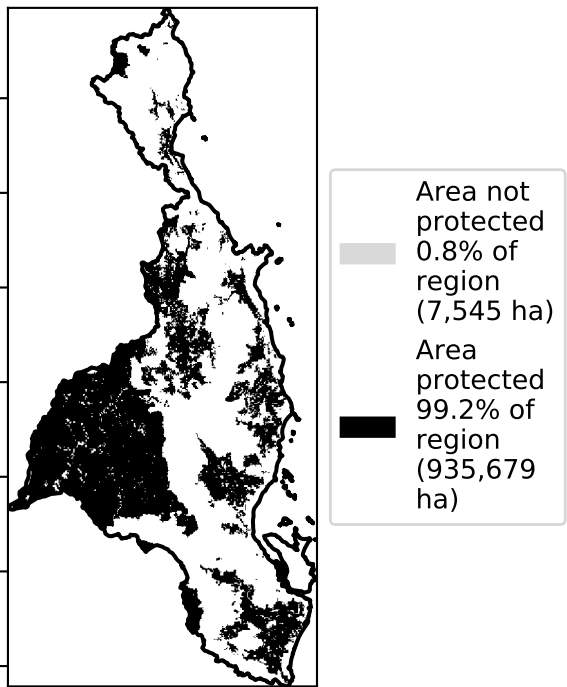 Area not
protected
0.8% of
region
(7,545 ha)
Area
protected
99.2% of
region
(935,679
ha)